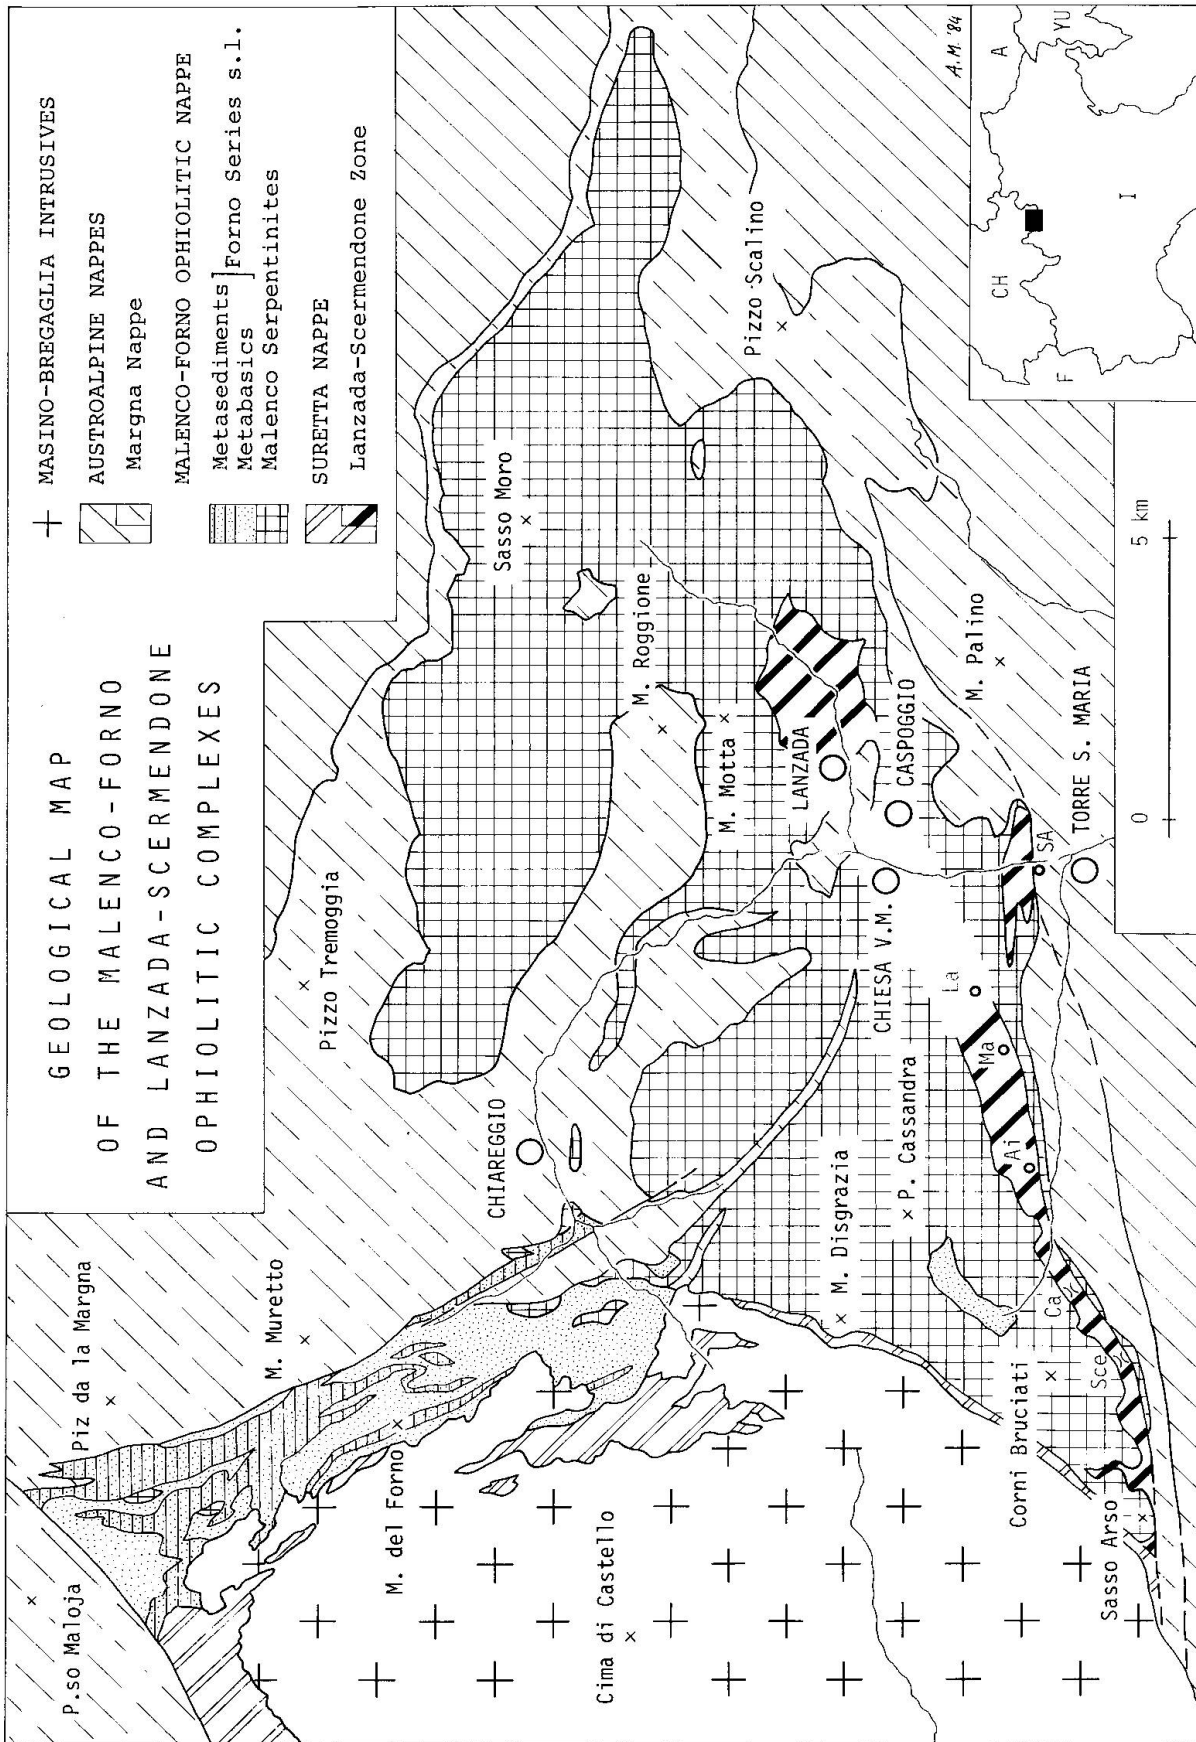 GEOLOGICAL MAP
OF THE MALENCO-FORNO
AND LANZADA-SCERMENDONE
OPHIOLITIC COMPLEXES
MASINO-BREGAGLIA INTRUSIVES
AUSTROALPINE NAPPES
Margna Nappe
MALENCO-FORNO OPHIOLITIC NAPPE
Metasediments]Forno Series s.l.
Metabasics
Malenco Serpentinites
SURETTA NAPPE
Lanzada-Scermendone Zone
P.so Maloja
Piz da la Margna
M. Muretto
M. del Forno
Cima di Castello
CHIAREGGIO
Pizzo Tremoggia
Sasso Moro
M. Roggione
M. Motta
LANZADA
CASPOGGIO
CHIESA V.M.
Pizzo Scalino
M. Palino
M. Disgrazia
P. Cassandra
Corni Bruciati
Sasso Arso
Sce
Ca
Ai
Ma
La
SA
TORRE S. MARIA
0
5 km
A.M. '84
CH
A
YU
F
I